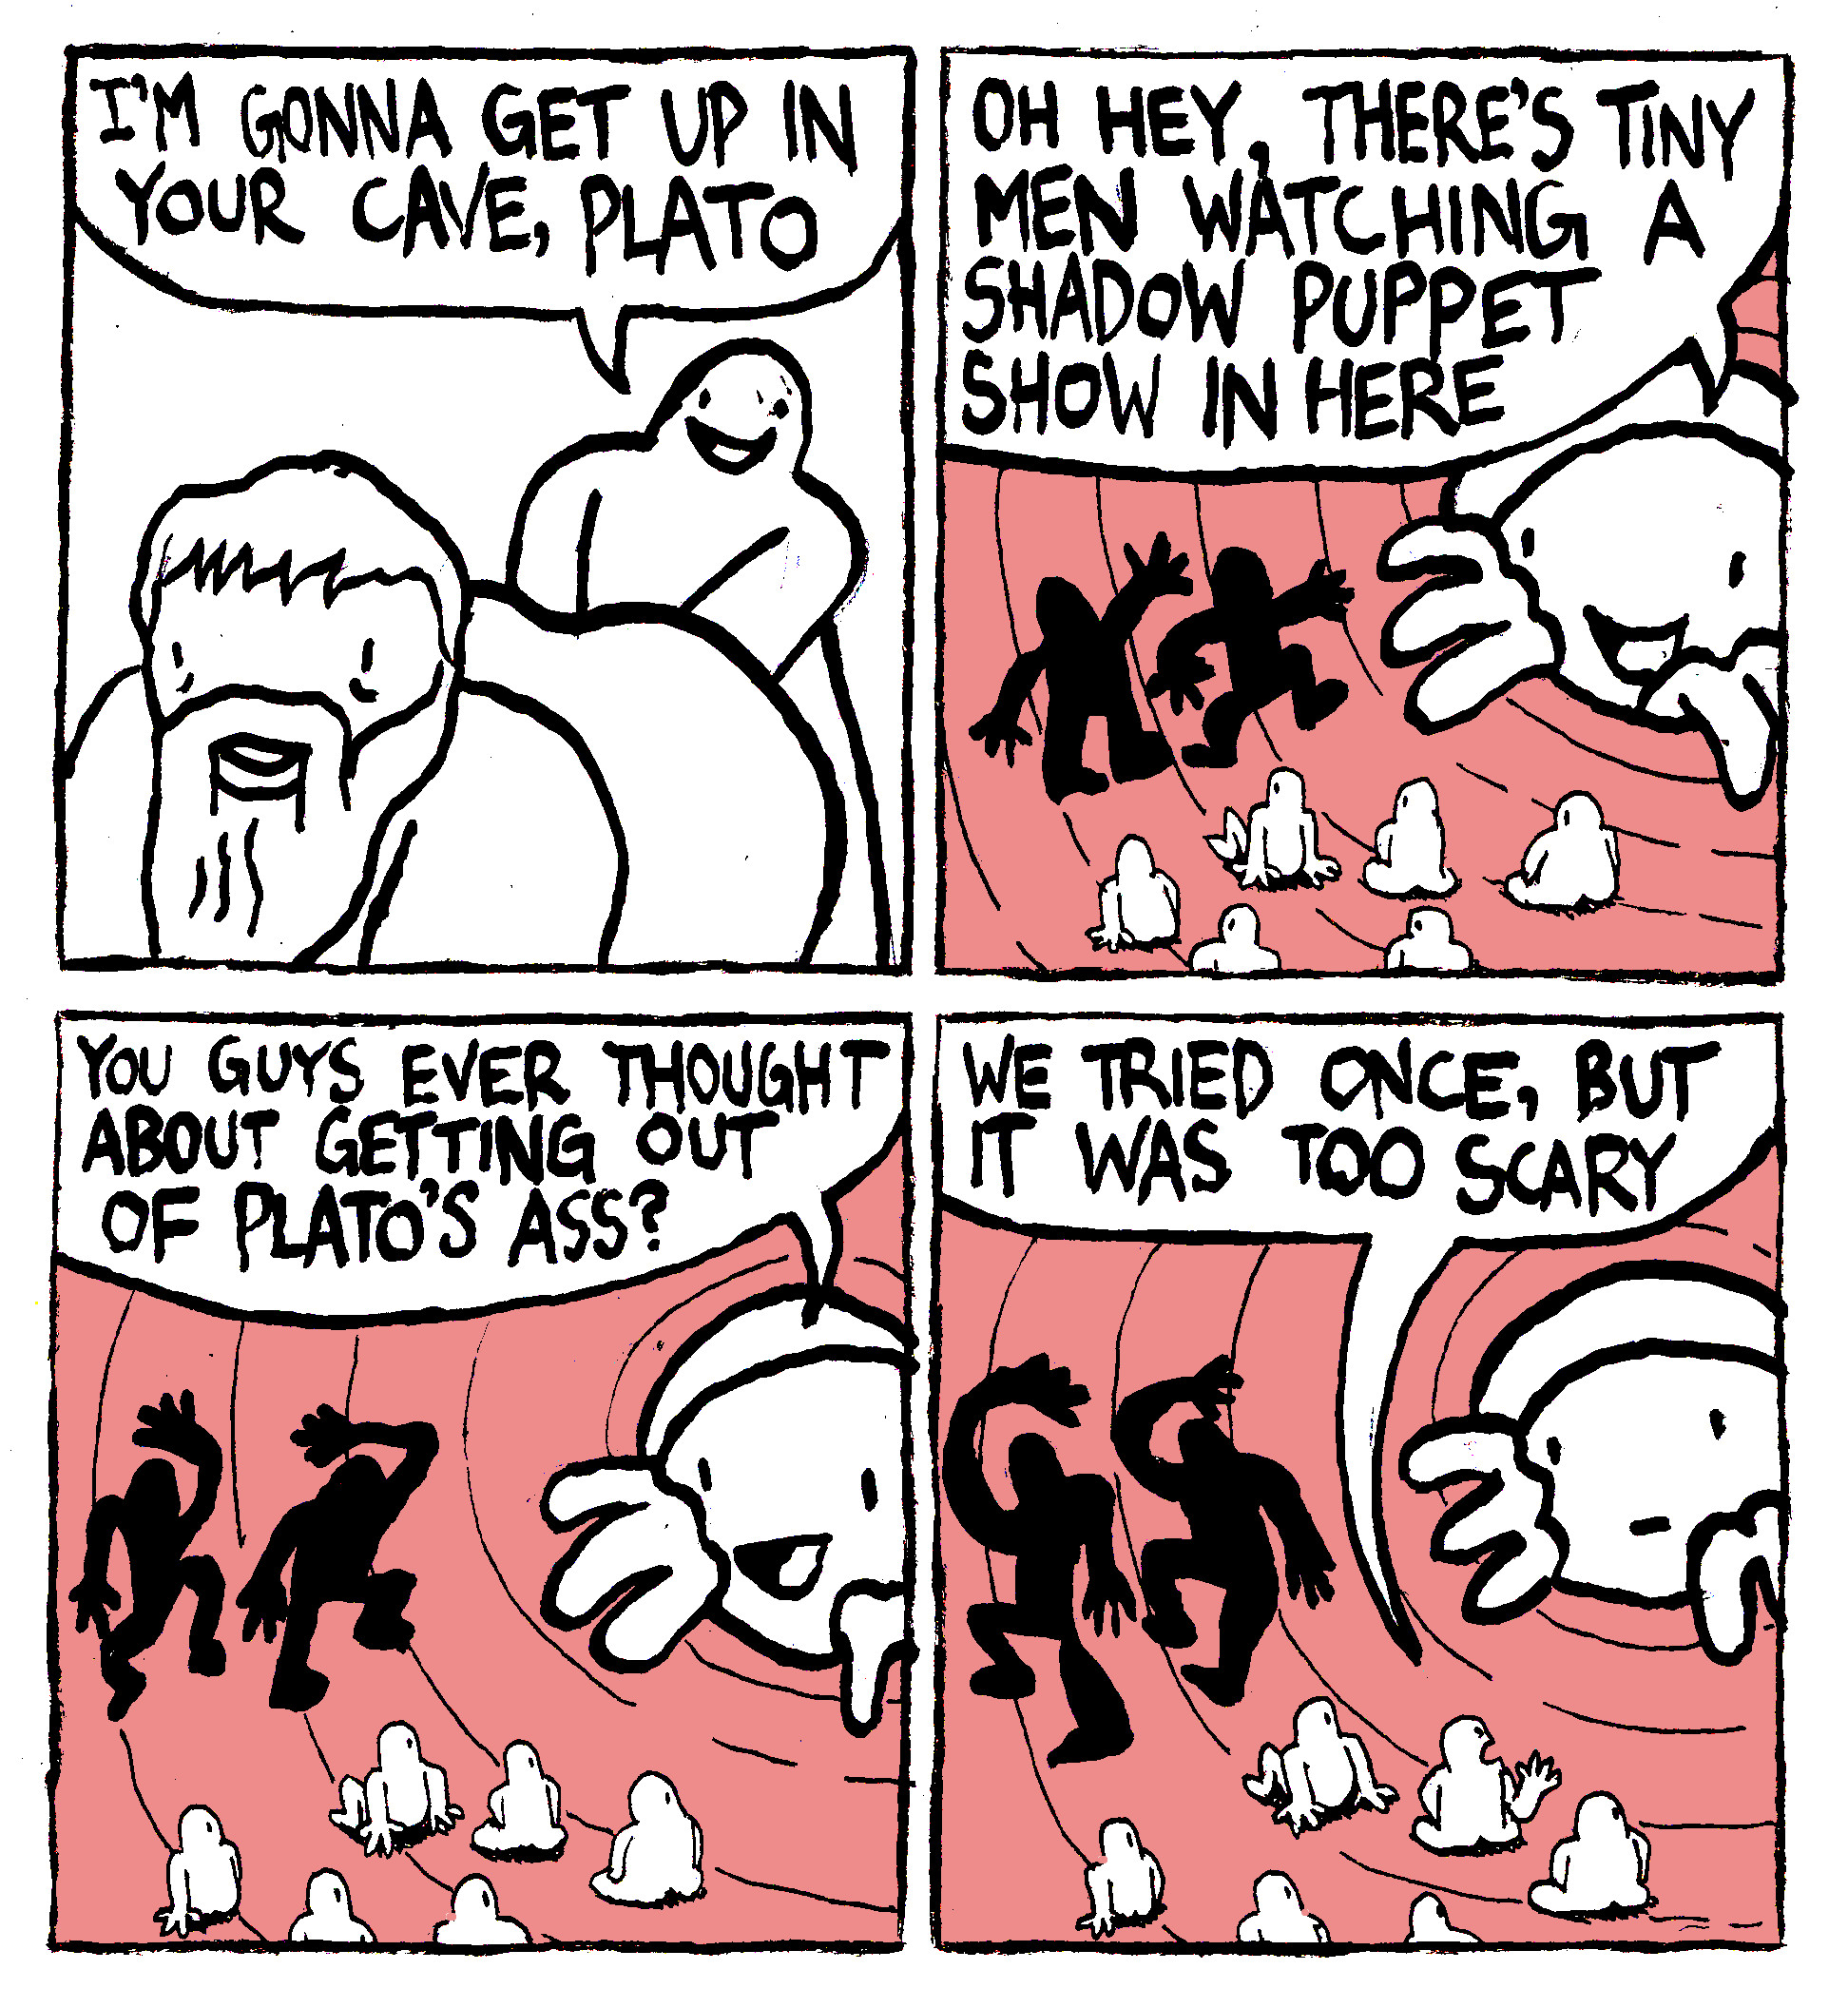 I'M GONNA GET UP IN
YOUR CAVE, PLATO
OH HEY, THERE'S TINY
MEN WATCHING A
SHADOW PUPPET
SHOW IN HERE
YOU GUYS EVER THOUGHT
ABOUT GETTING OUT
OF PLATO'S ASS?
WE TRIED ONCE, BUT
IT WAS TOO SCARY